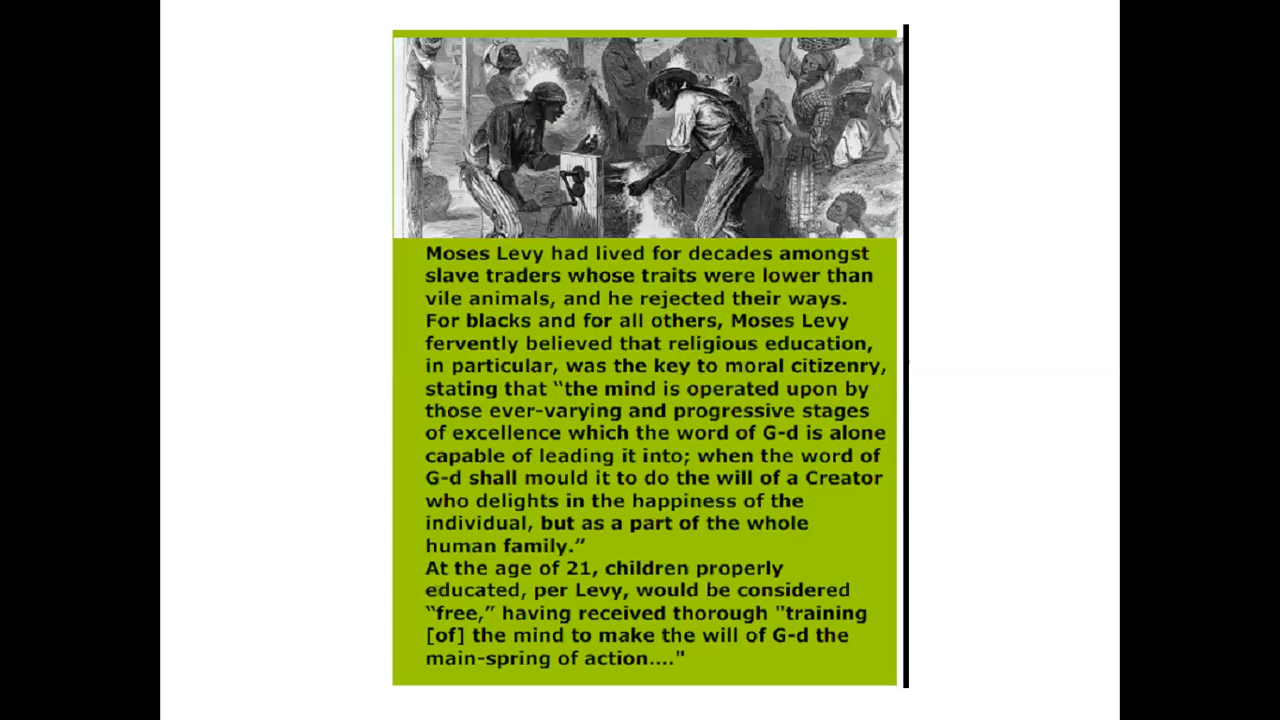 Moses Levy had lived for decades amongst
slave traders whose traits were lower than
vile animals, and he rejected their ways.
For blacks and for all others, Moses Levy
fervently believed that religious education,
in particular, was the key to moral citizenry,
stating that “the mind is operated upon by
those ever-varying and progressive stages
of excellence which the word of G-d is alone
capable of leading it into; when the word of
G-d shall mould it to do the will of a Creator
who delights in the happiness of the
individual, but as a part of the whole
human family.”
At the age of 21, children properly
educated, per Levy, would be considered
“free,” having received thorough "training
[of] the mind to make the will of G-d the
main-spring of action...."